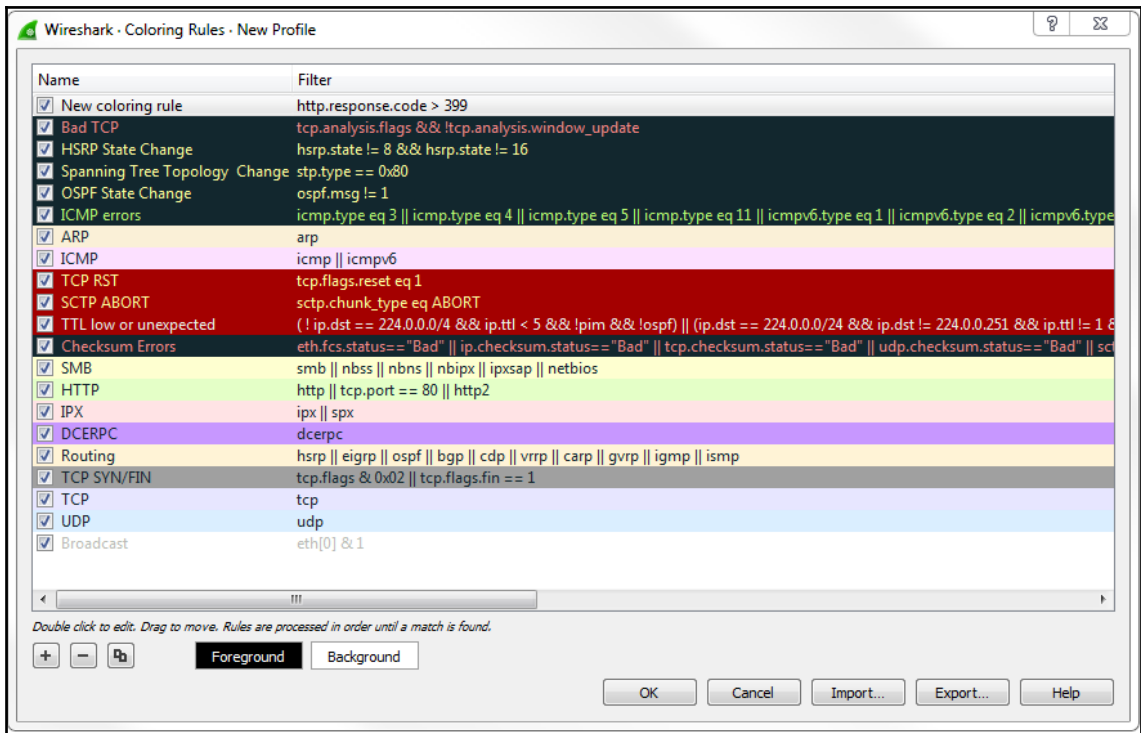 Wireshark · Coloring Rules · New Profile
Name Filter
New coloring rule http.response.code > 399
Bad TCP tcp.analysis.flags && !tcp.analysis.window_update
HSRP State Change hsrp.state != 8 && hsrp.state != 16
Spanning Tree Topology Change stp.type == 0x80
OSPF State Change ospf.msg != 1
ICMP errors icmp.type eq 3 || icmp.type eq 4 || icmp.type eq 5 || icmp.type eq 11 || icmpv6.type eq 1 || icmpv6.type eq 2 || icmpv6.type
ARP arp
ICMP icmp || icmpv6
TCP RST tcp.flags.reset eq 1
SCTP ABORT sctp.chunk_type eq ABORT
TTL low or unexpected ( ! ip.dst == 224.0.0.0/4 && ip.ttl < 5 && !pim && !ospf) || (ip.dst == 224.0.0.0/24 && ip.dst != 224.0.0.251 && ip.ttl != 1 &
Checksum Errors eth.fcs.status=="Bad" || ip.checksum.status=="Bad" || tcp.checksum.status=="Bad" || udp.checksum.status=="Bad" || sct
SMB smb || nbss || nbns || nbipx || ipxsap || netbios
HTTP http || tcp.port == 80 || http2
IPX ipx || spx
DCERPC dcerpc
Routing hsrp || eigrp || ospf || bgp || cdp || vrrp || carp || gvrp || igmp || ismp
TCP SYN/FIN tcp.flags & 0x02 || tcp.flags.fin == 1
TCP tcp
UDP udp
Broadcast eth[0] & 1
Double click to edit. Drag to move. Rules are processed in order until a match is found.
+ − Foreground Background
OK Cancel Import... Export... Help